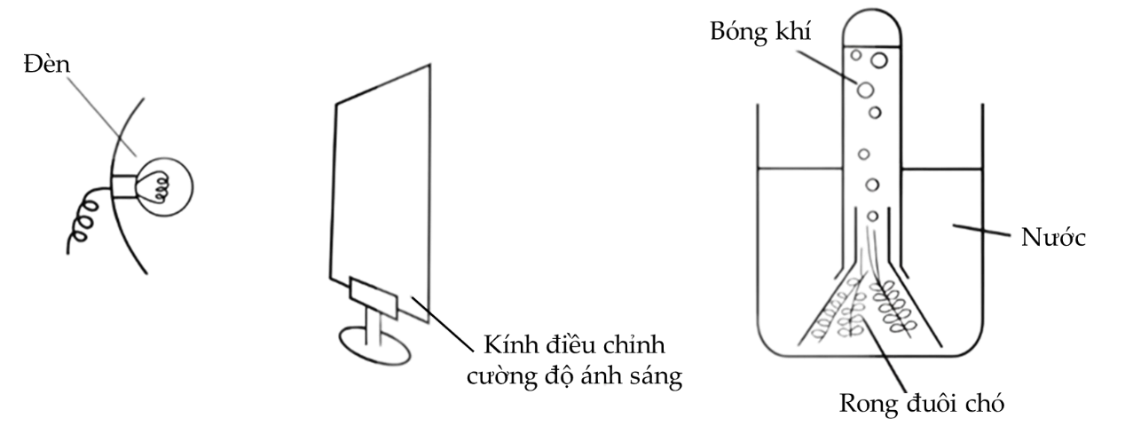 Đèn
Bóng khí
Nước
Kính điều chỉnh
cường độ ánh sáng
Rong đuôi chó